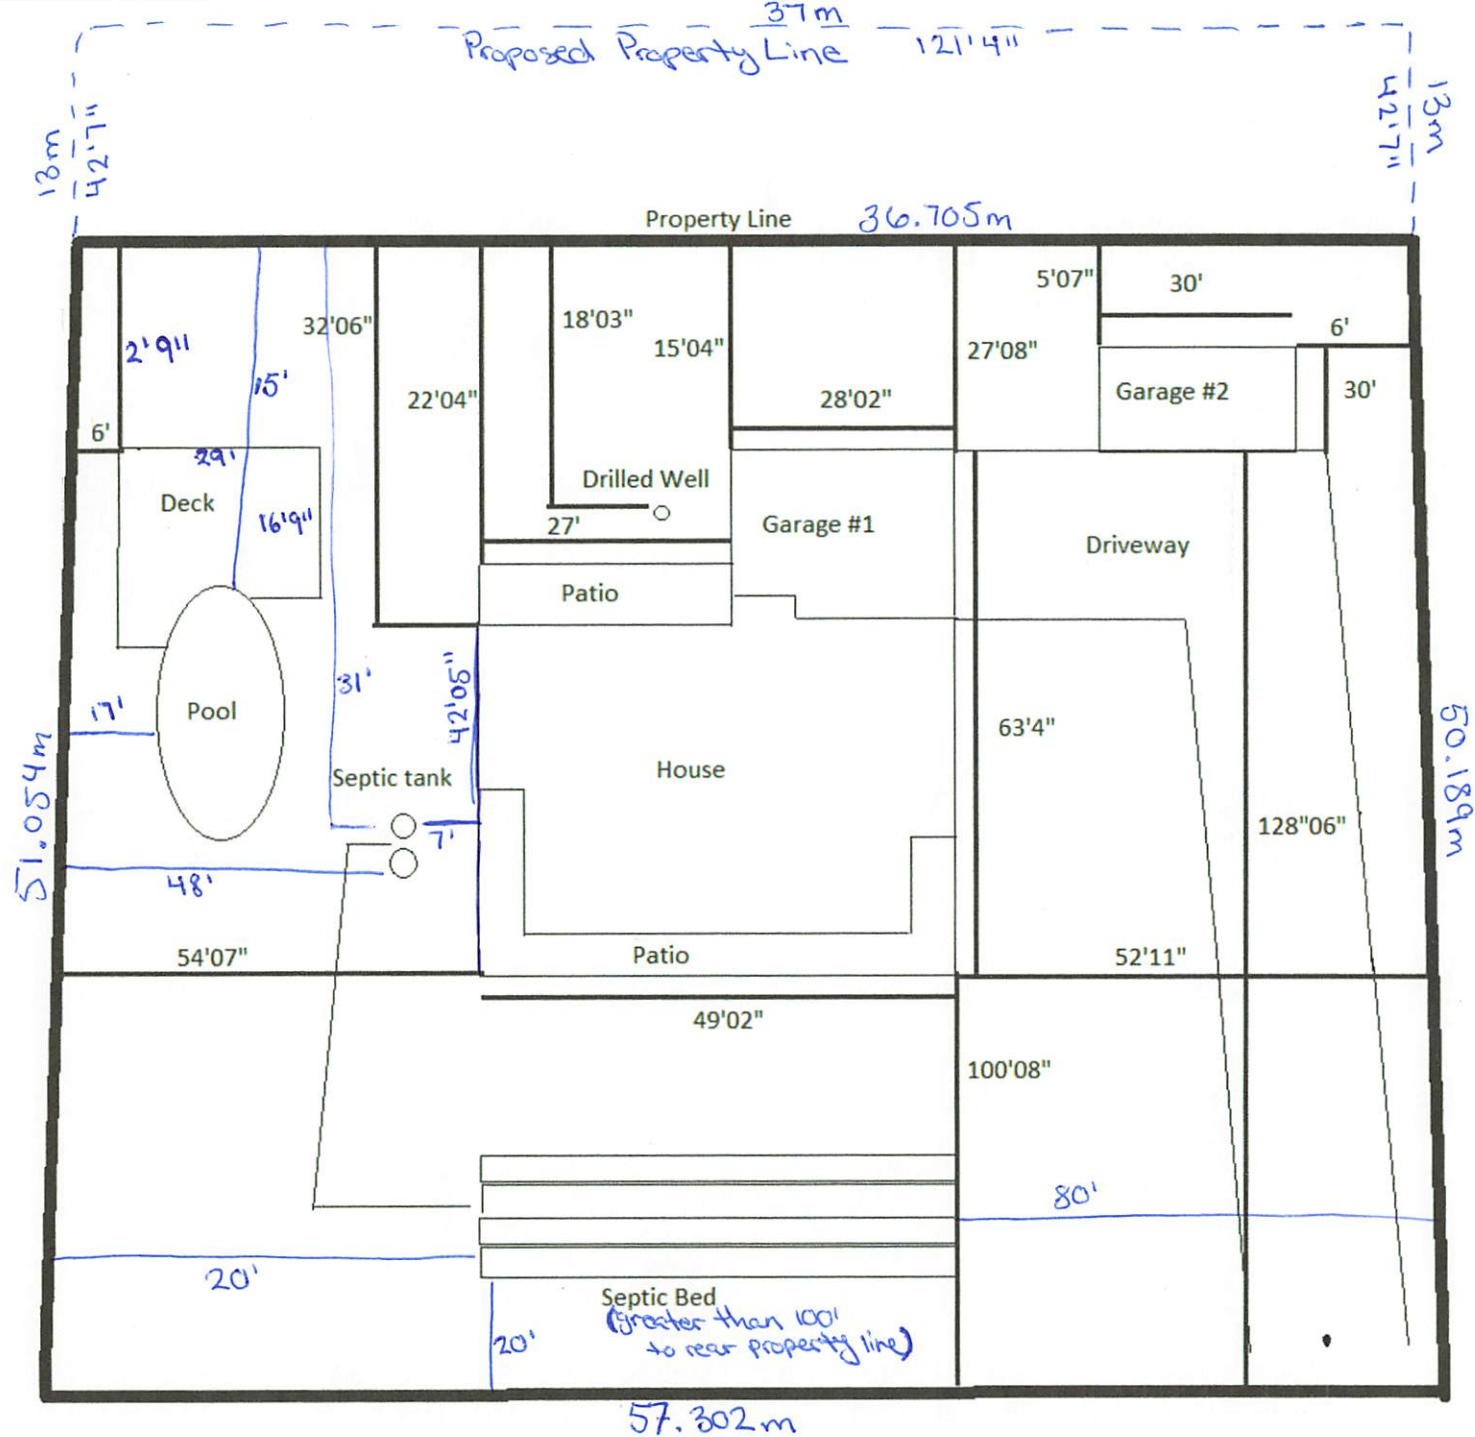 37m
Proposed Property Line 121'4"
13m
42'7"
42'7"
13m
Property Line 36.705m
5'07"
30'
18'03"
32'06"
6'
2'9"
15'04"
27'08"
15'
Garage #2
30'
22'04"
28'02"
6'
29'
Drilled Well
Deck
16'9"
27'
Garage #1
Driveway
Patio
31'
42'05"
17'
Pool
63'4"
House
Septic tank
51.054m
50.189m
7'
128"06"
48'
54'07"
Patio
52'11"
49'02"
100'08"
80'
20'
Septic Bed
(greater than 100'
to rear property line)
20'
57.302m